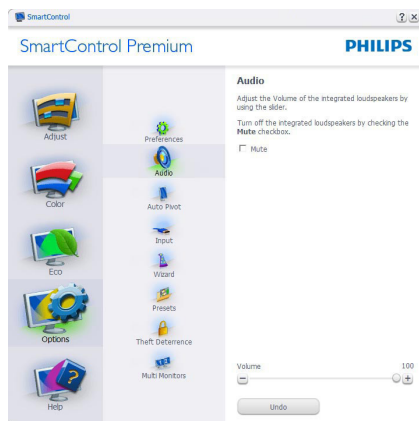 SmartControl
? ×
SmartControl Premium
PHILIPS
Adjust
Color
Eco
Options
Help
Preferences
Audio
Auto Pivot
Input
Wizard
Presets
Theft Deterrence
Multi Monitors
Audio
Adjust the Volume of the integrated loudspeakers by
using the slider.
Turn off the integrated loudspeakers by checking the
Mute checkbox.
Mute
Volume 100
Undo